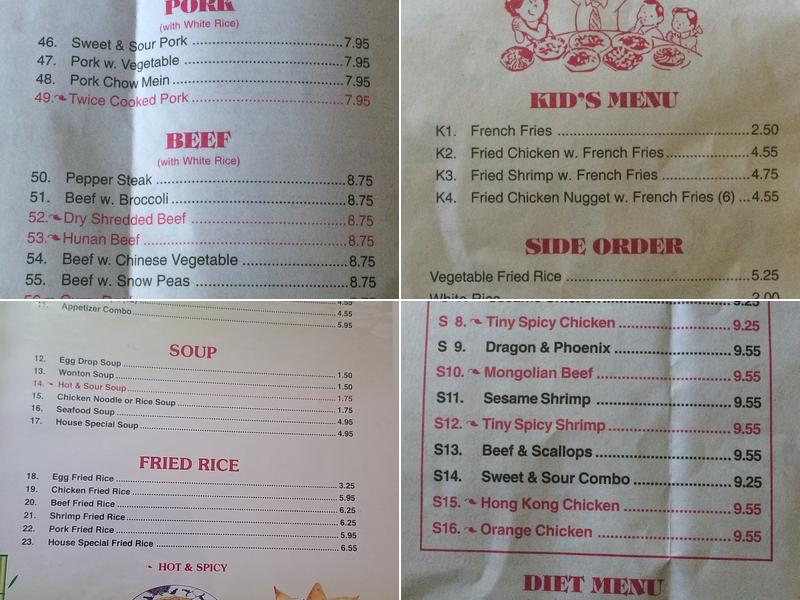 PORK
(with White Rice)
46. Sweet & Sour Pork 7.95
47. Pork w. Vegetable 7.95
48. Pork Chow Mein 7.95
49. Twice Cooked Pork 7.95
BEEF
(with White Rice)
50. Pepper Steak 8.75
51. Beef w. Broccoli 8.75
52. Dry Shredded Beef 8.75
53. Hunan Beef 8.75
54. Beef w. Chinese Vegetable 8.75
55. Beef w. Snow Peas 8.75
KID'S MENU
K1. French Fries 2.50
K2. Fried Chicken w. French Fries 4.55
K3. Fried Shrimp w. French Fries 4.75
K4. Fried Chicken Nugget w. French Fries (6) ...4.55
SIDE ORDER
Vegetable Fried Rice 5.25
White Rice 2.00
4.55
Appetizer Combo 4.55
5.95
SOUP
12. Egg Drop Soup 1.50
13. Wonton Soup 1.50
14. Hot & Sour Soup 1.75
15. Chicken Noodle or Rice Soup 1.75
16. Seafood Soup 4.95
17. House Special Soup 4.95
FRIED RICE
18. Egg Fried Rice 3.25
19. Chicken Fried Rice 5.95
20. Beef Fried Rice 6.25
21. Shrimp Fried Rice 6.25
22. Pork Fried Rice 5.95
23. House Special Fried Rice 6.55
HOT & SPICY
9.25
S 8. Tiny Spicy Chicken 9.25
S 9. Dragon & Phoenix 9.55
S10. Mongolian Beef 9.55
S11. Sesame Shrimp 9.55
S12. Tiny Spicy Shrimp 9.55
S13. Beef & Scallops 9.55
S14. Sweet & Sour Combo 9.25
S15. Hong Kong Chicken 9.55
S16. Orange Chicken 9.55
DIET MENU